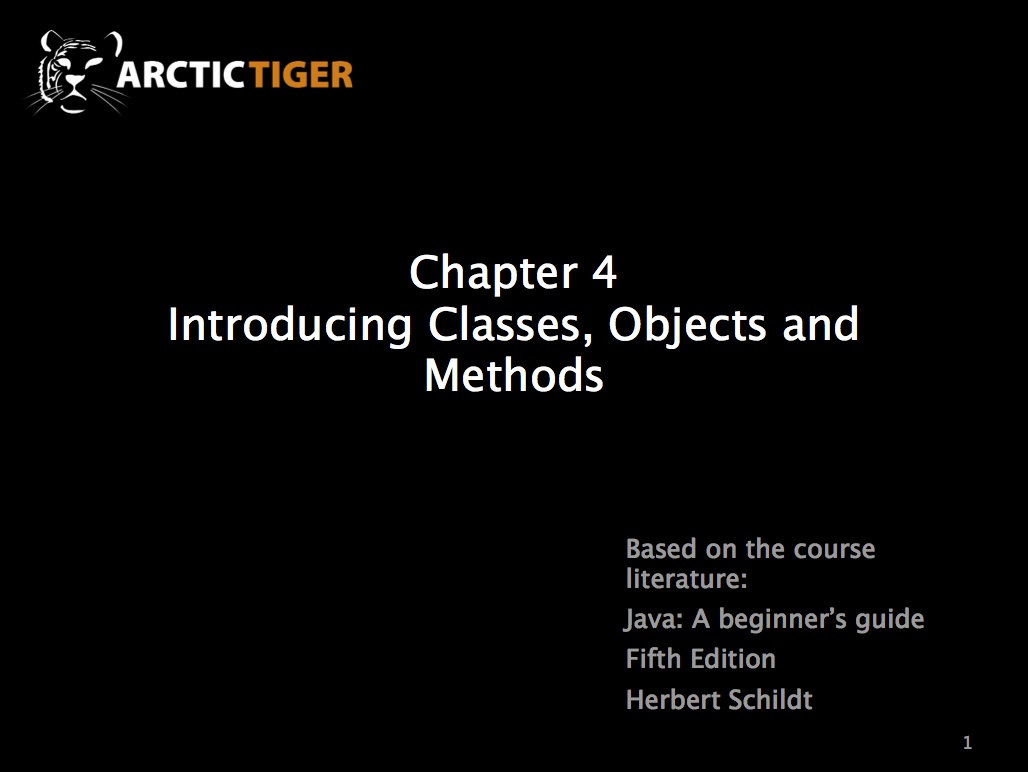 ARCTICTIGER
Chapter 4
Introducing Classes, Objects and
Methods
Based on the course
literature:
Java: A beginner’s guide
Fifth Edition
Herbert Schildt
1